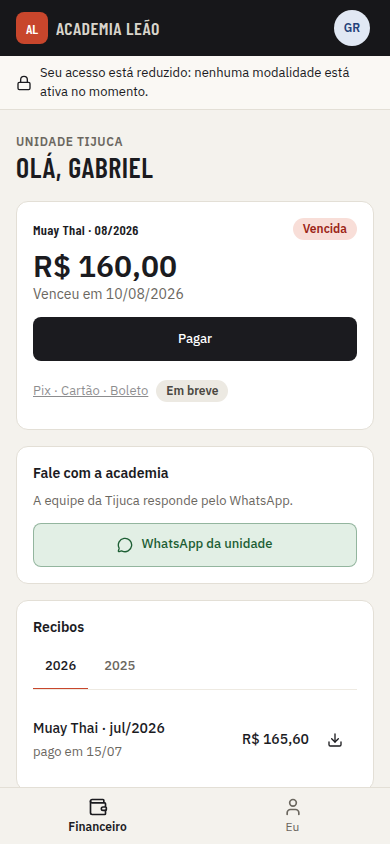 AL ACADEMIA LEÃO
GR
Seu acesso está reduzido: nenhuma modalidade está
ativa no momento.
UNIDADE TIJUCA
OLÁ, GABRIEL
Muay Thai · 08/2026
Vencida
R$ 160,00
Venceu em 10/08/2026
Pagar
Pix · Cartão · Boleto
Em breve
Fale com a academia
A equipe da Tijuca responde pelo WhatsApp.
WhatsApp da unidade
Recibos
2026 2025
Muay Thai · jul/2026
R$ 165,60
pago em 15/07
Financeiro
Eu